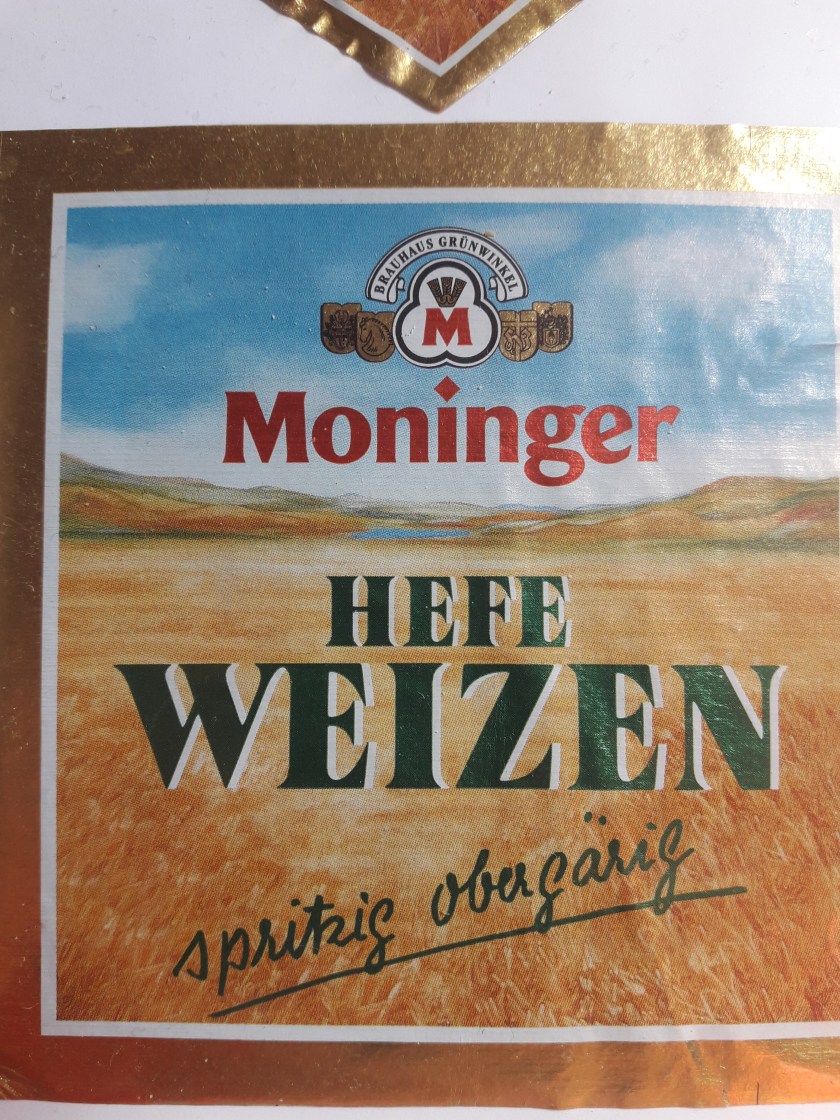 BRAUHAUS GRÜNWINKEL
M
Moninger
HEFE
WEIZEN
spritzig obergärig